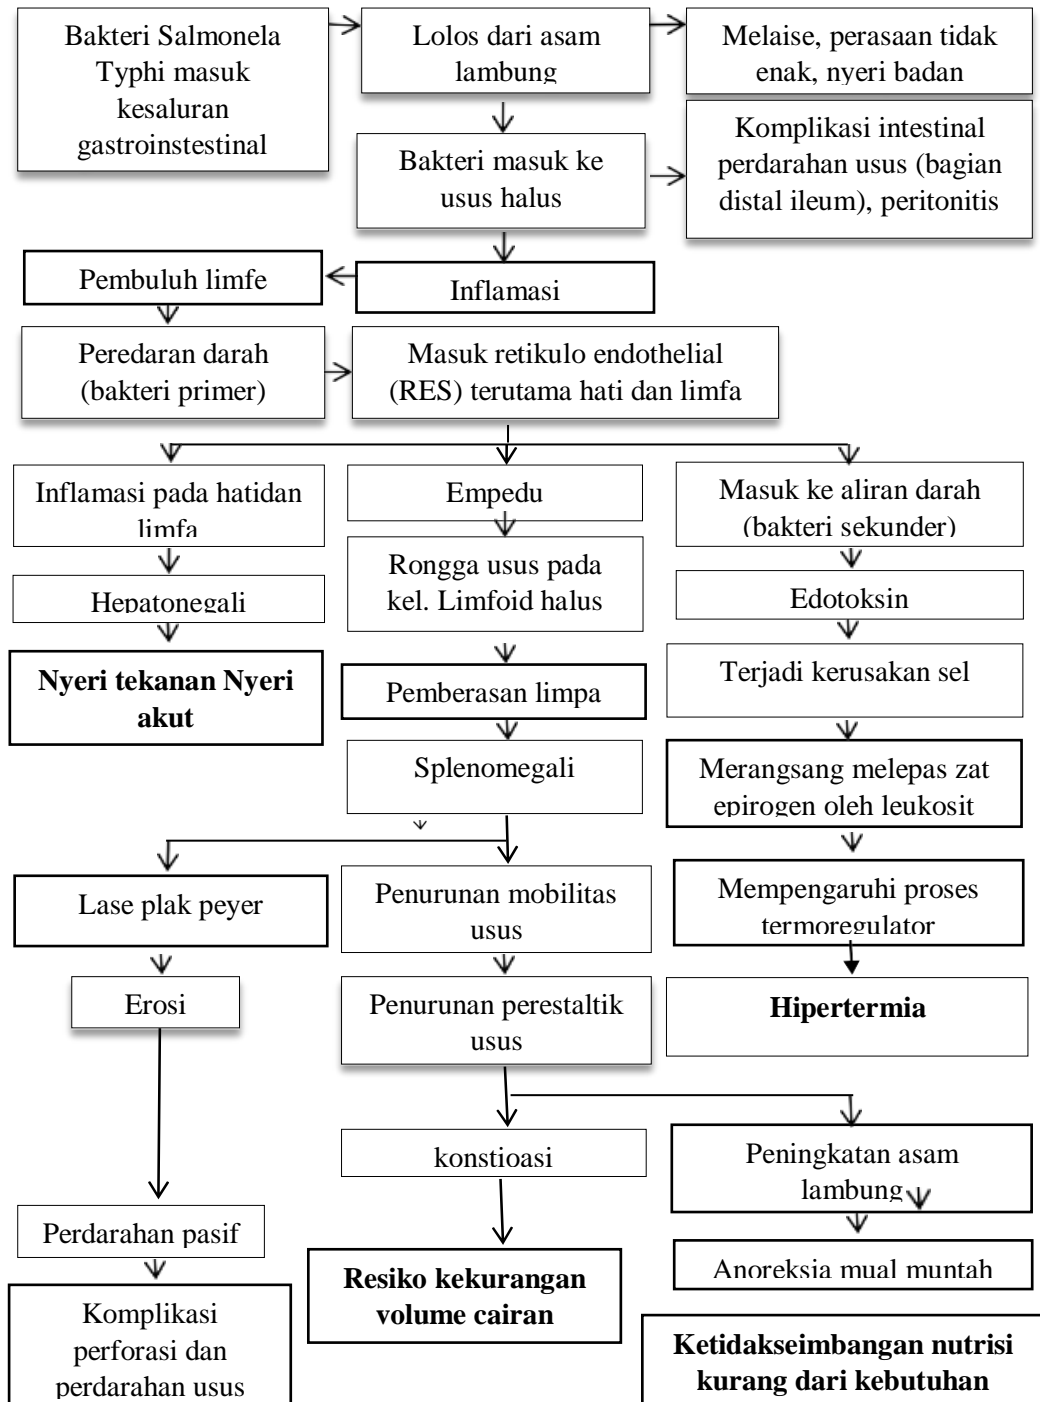 Bakteri Salmonela
Typhi masuk
kesaluran
gastroinstestinal
Lolos dari asam
lambung
Melaise, perasaan tidak
enak, nyeri badan
Bakteri masuk ke
usus halus
Komplikasi intestinal
perdarahan usus (bagian
distal ileum), peritonitis
Inflamasi
Pembuluh limfe
Peredaran darah
(bakteri primer)
Masuk retikulo endothelial
(RES) terutama hati dan limfa
Inflamasi pada hatidan
limfa
Hepatonegali
Nyeri tekanan Nyeri
akut
Empedu
Rongga usus pada
kel. Limfoid halus
Pemberasan limpa
Splenomegali
Masuk ke aliran darah
(bakteri sekunder)
Edotoksin
Terjadi kerusakan sel
Merangsang melepas zat
epirogen oleh leukosit
Mempengaruhi proses
termoregulator
Hipertermia
Lase plak peyer
Erosi
Perdarahan pasif
Komplikasi
perforasi dan
perdarahan usus
Penurunan mobilitas
usus
Penurunan perestaltik
usus
konstioasi
Resiko kekurangan
volume cairan
Peningkatan asam
lambung
Anoreksia mual muntah
Ketidakseimbangan nutrisi
kurang dari kebutuhan